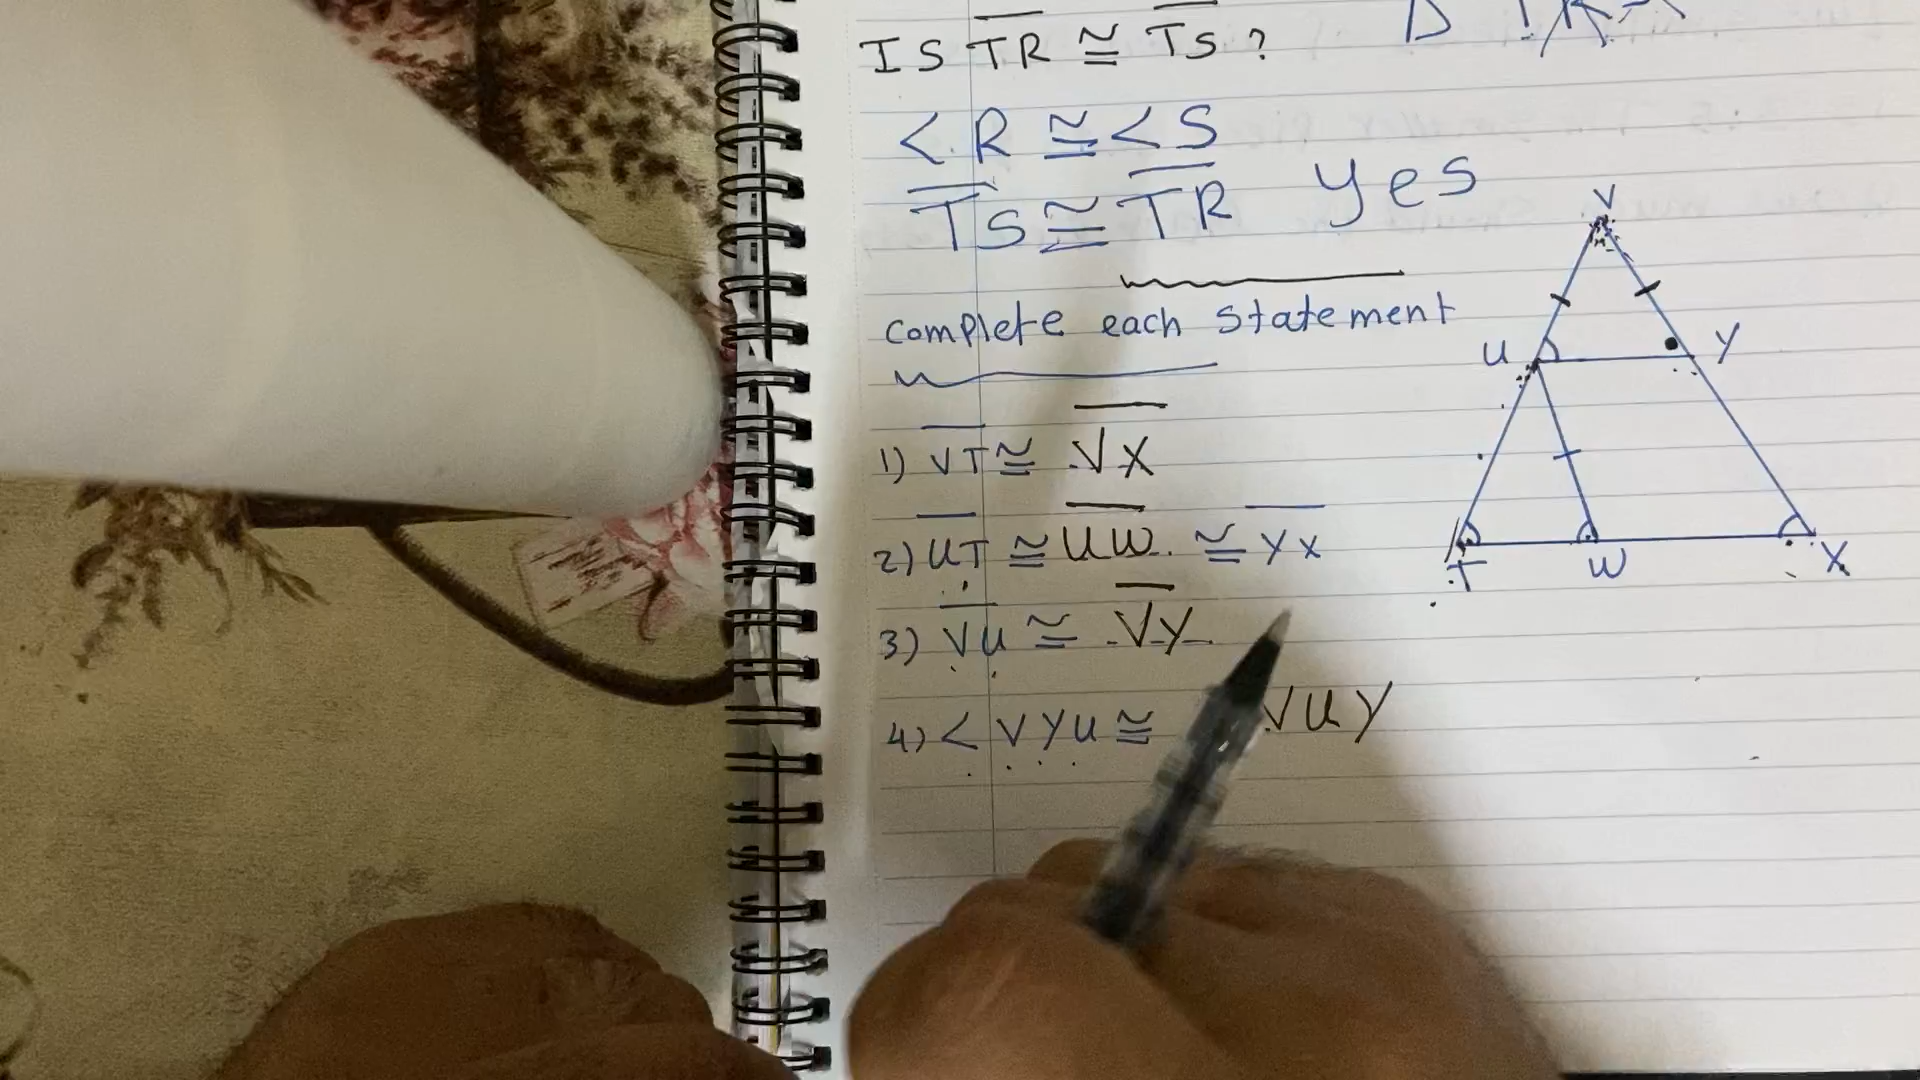 IS TR ≅ TS?
< R ≅ < S
TS ≅ TR Yes
complete each statement
1) VT ≅ VX
2) UT ≅ UW ≅ YX
3) VU ≅ VY
4) < VYU ≅ VUY
V
U Y
T W X